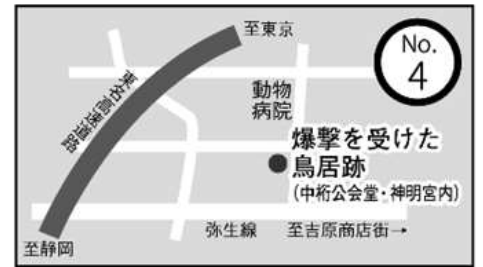 至東京
No.
4
東名高速道路
動物
病院
爆撃を受けた
鳥居跡
(中桁公会堂・神明宮内)
弥生線
至吉原商店街→
至静岡